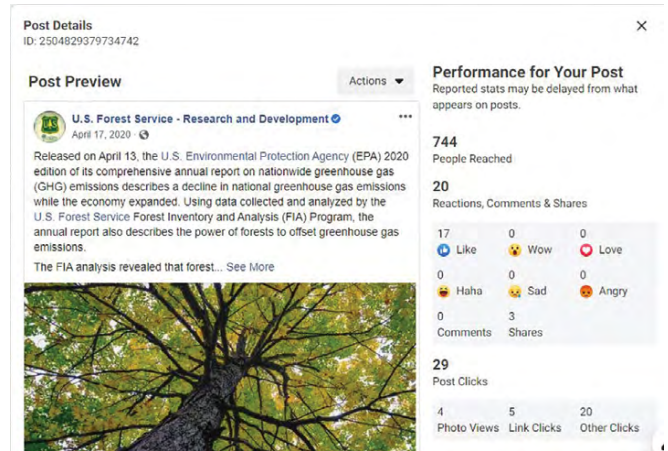 Post Details
ID: 2504829379734742
Post Preview
Actions
U.S. Forest Service - Research and Development
April 17, 2020 ·
Released on April 13, the U.S. Environmental Protection Agency (EPA) 2020
edition of its comprehensive annual report on nationwide greenhouse gas
(GHG) emissions describes a decline in national greenhouse gas emissions
while the economy expanded. Using data collected and analyzed by the
U.S. Forest Service Forest Inventory and Analysis (FIA) Program, the
annual report also describes the power of forests to offset greenhouse gas
emissions.
The FIA analysis revealed that forest... See More
Performance for Your Post
Reported stats may be delayed from what
appears on posts.
744
People Reached
20
Reactions, Comments & Shares
17 0 0
Like Wow Love
0 0 0
Haha Sad Angry
0 3
Comments Shares
29
Post Clicks
4 5 20
Photo Views Link Clicks Other Clicks